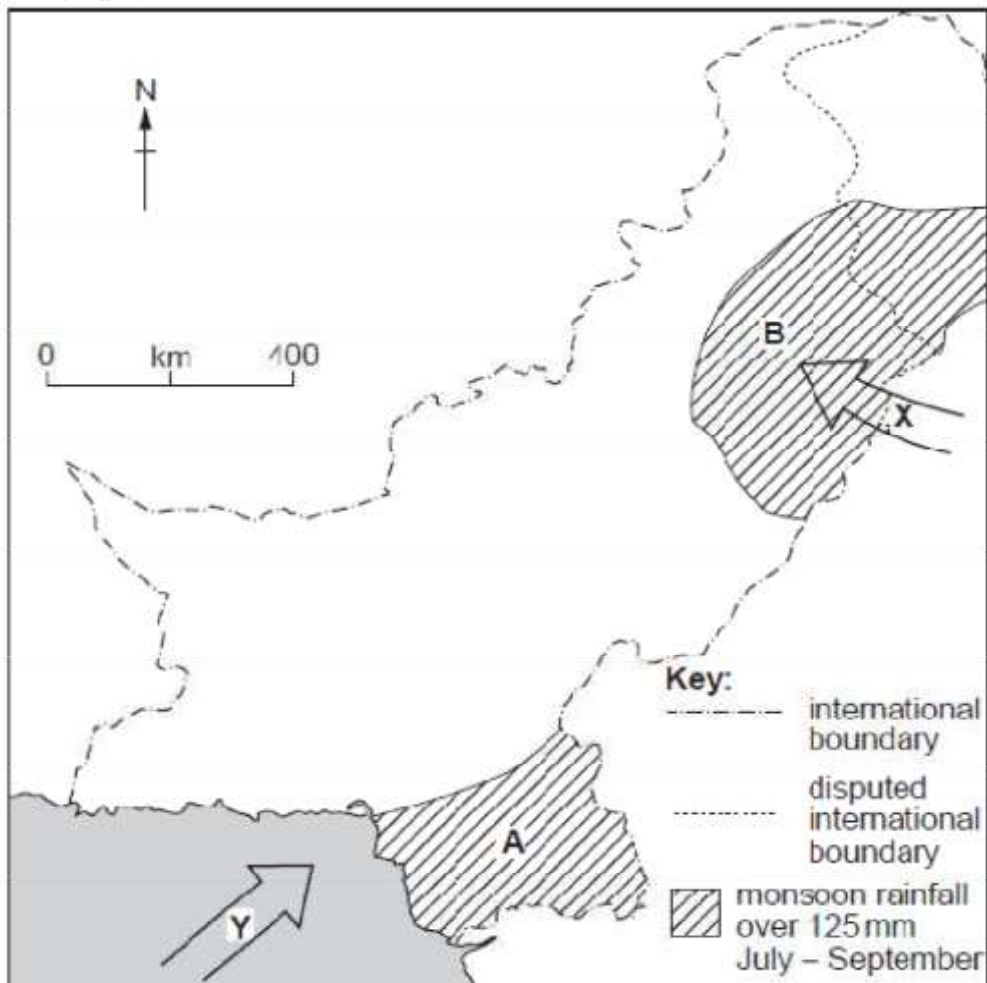 N
0 km 400
B
X
A
Y
Key:
international
boundary
disputed
international
boundary
monsoon rainfall
over 125 mm
July – September